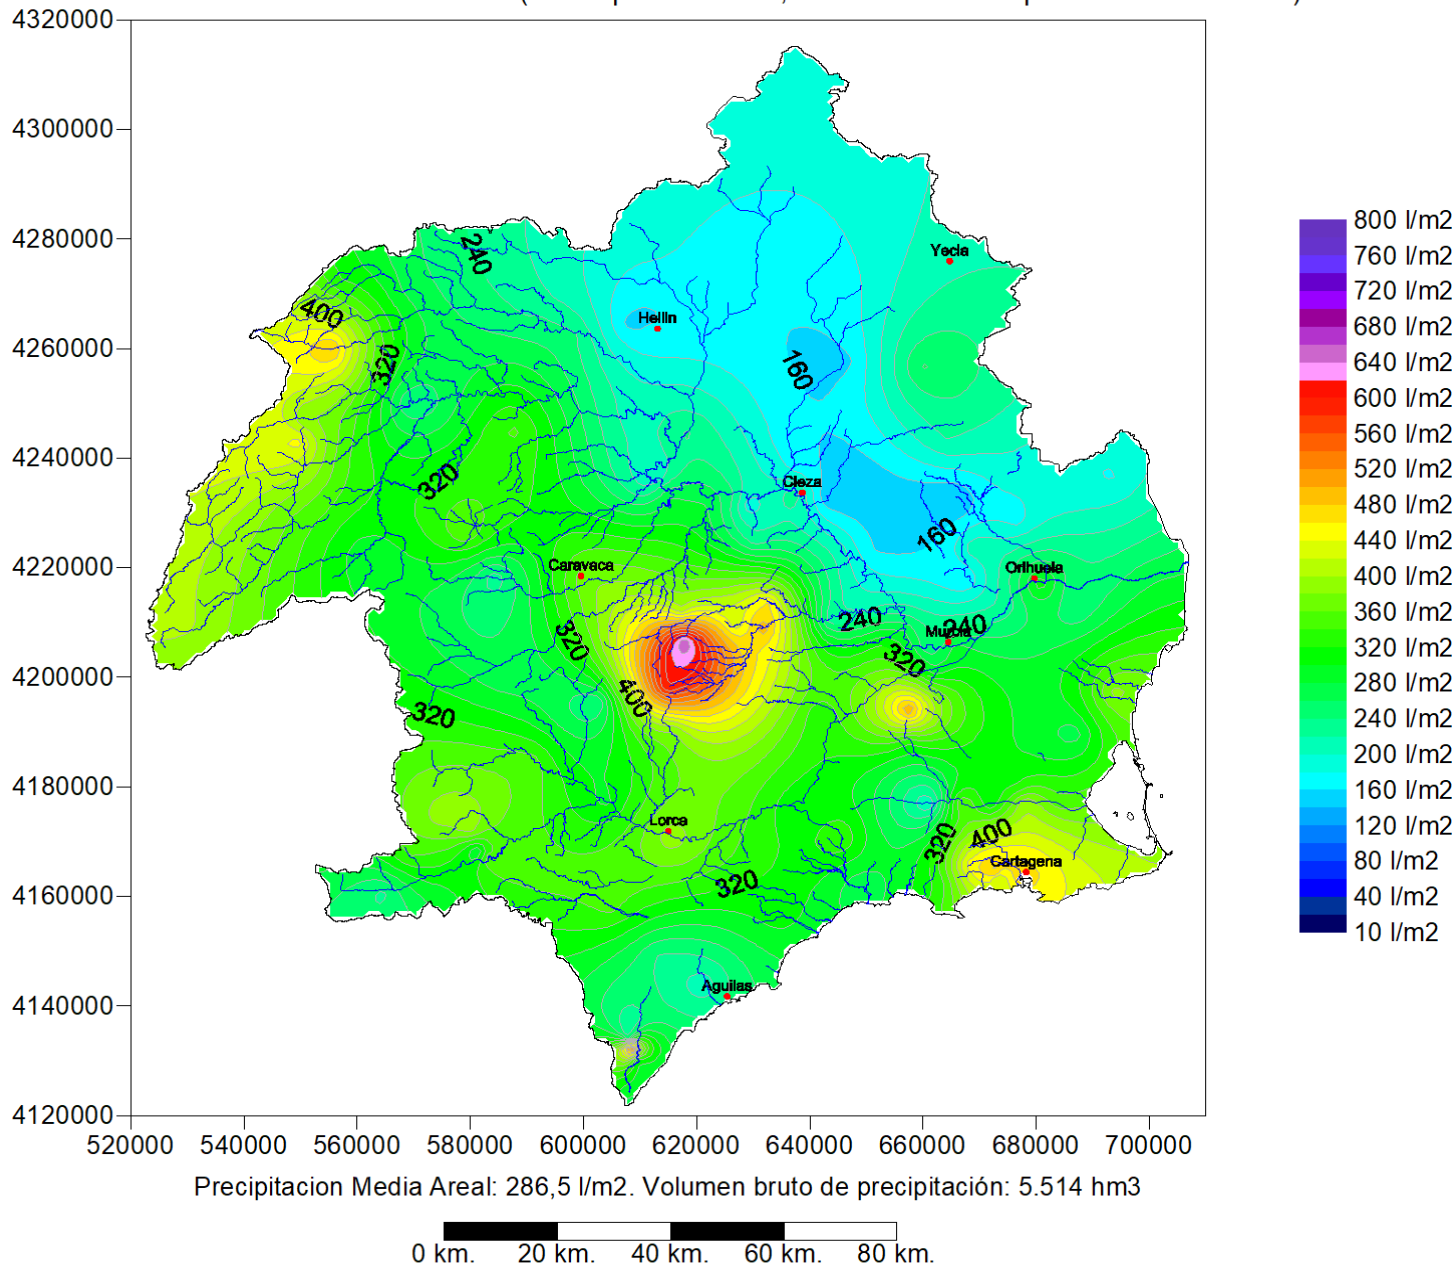 4320000
4300000
4280000
4260000
4240000
4220000
4200000
4180000
4160000
4140000
4120000
520000 540000 560000 580000 600000 620000 640000 660000 680000 700000
240
Yecla
400
Hellin
320
160
320
Cieza
160
Caravaca
Orihuela
320
240
Murcia
240
320
400
320
Lorca
320
400
Cartagena
320
Aguilas
800 l/m2
760 l/m2
720 l/m2
680 l/m2
640 l/m2
600 l/m2
560 l/m2
520 l/m2
480 l/m2
440 l/m2
400 l/m2
360 l/m2
320 l/m2
280 l/m2
240 l/m2
200 l/m2
160 l/m2
120 l/m2
80 l/m2
40 l/m2
10 l/m2
Precipitacion Media Areal: 286,5 l/m2. Volumen bruto de precipitación: 5.514 hm3
0 km. 20 km. 40 km. 60 km. 80 km.